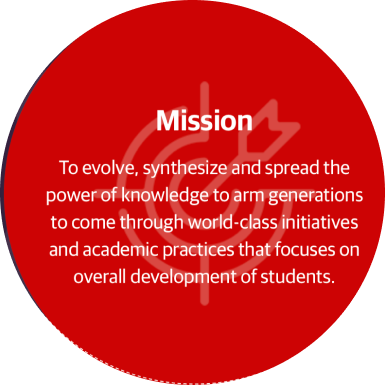 Mission
To evolve, synthesize and spread the
power of knowledge to arm generations
to come through world-class initiatives
and academic practices that focuses on
overall development of students.